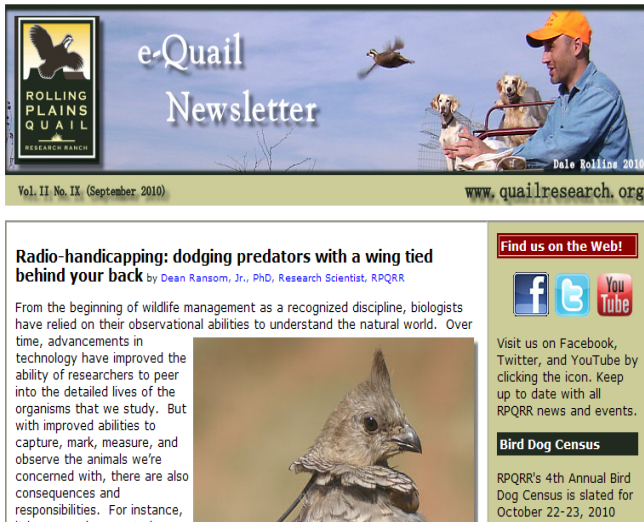 ROLLING
PLAINS
QUAIL
RESEARCH RANCH
e-Quail
Newsletter
Dale Rollins 2010
Vol. II No. IX (September 2010)
www.quailresearch.org
Radio-handicapping: dodging predators with a wing tied
behind your back by Dean Ransom, Jr., PhD, Research Scientist, RPQRR
From the beginning of wildlife management as a recognized discipline, biologists
have relied on their observational abilities to understand the natural world. Over
time, advancements in
technology have improved the
ability of researchers to peer
into the detailed lives of the
organisms that we study. But
with improved abilities to
capture, mark, measure, and
observe the animals we're
concerned with, there are also
consequences and
responsibilities. For instance,
Find us on the Web!
f
t
You
Tube
Visit us on Facebook,
Twitter, and YouTube by
clicking the icon. Keep
up to date with all
RPQRR news and events.
Bird Dog Census
RPQRR's 4th Annual Bird
Dog Census is slated for
October 22-23, 2010